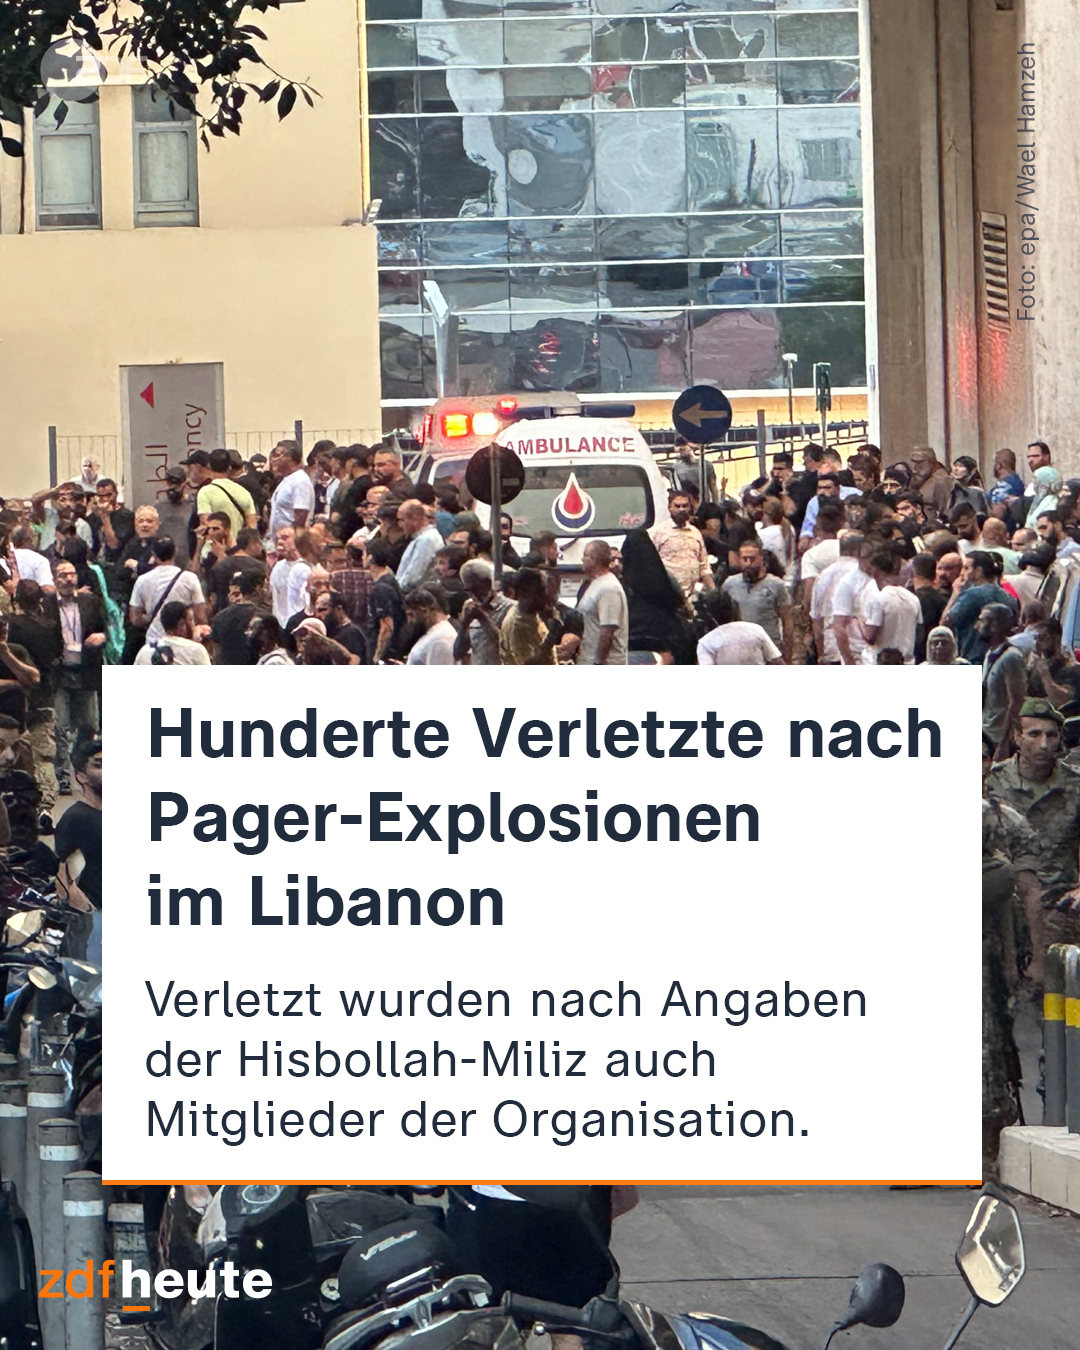 Foto: epa/Wael Hamzeh
AMBULANCE
Hunderte Verletzte nach
Pager-Explosionen
im Libanon
Verletzt wurden nach Angaben
der Hisbollah-Miliz auch
Mitglieder der Organisation.
zdfheute